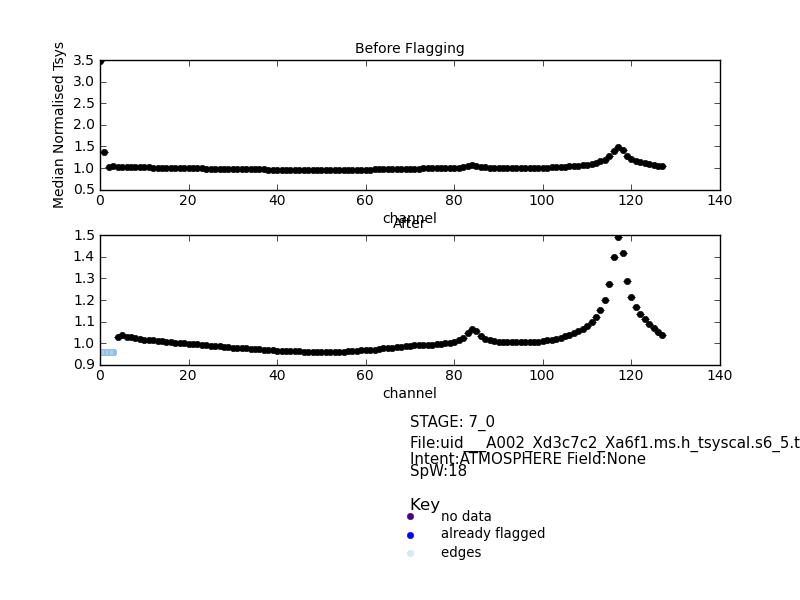 Before Flagging
Median Normalised Tsys
3.5
3.0
2.5
2.0
1.5
1.0
0.5
0 20 40 60 80 100 120 140
channel
After
1.5
1.4
1.3
1.2
1.1
1.0
0.9
0 20 40 60 80 100 120 140
channel
STAGE: 7_0
File:uid___A002_Xd3c7c2_Xa6f1.ms.h_tsyscal.s6_5.t
Intent:ATMOSPHERE Field:None
SpW:18
Key
no data
already flagged
edges